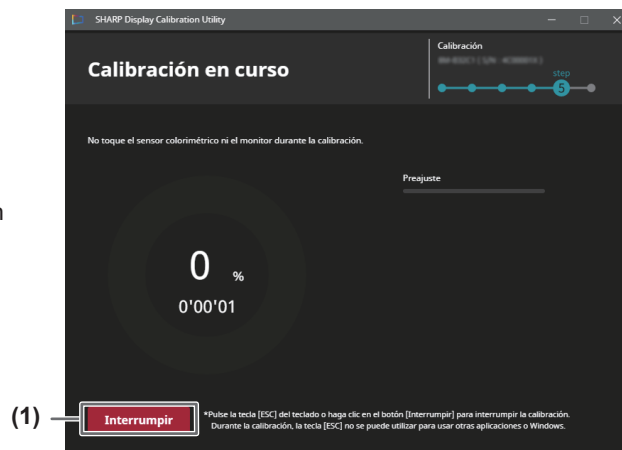 SHARP Display Calibration Utility
Calibración en curso
Calibración
step
5
No toque el sensor colorimétrico ni el monitor durante la calibración.
Preajuste
0 %
0'00'01
(1)
Interrumpir
*Pulse la tecla [ESC] del teclado o haga clic en el botón [Interrumpir] para interrumpir la calibración.
Durante la calibración, la tecla [ESC] no se puede utilizar para usar otras aplicaciones o Windows.